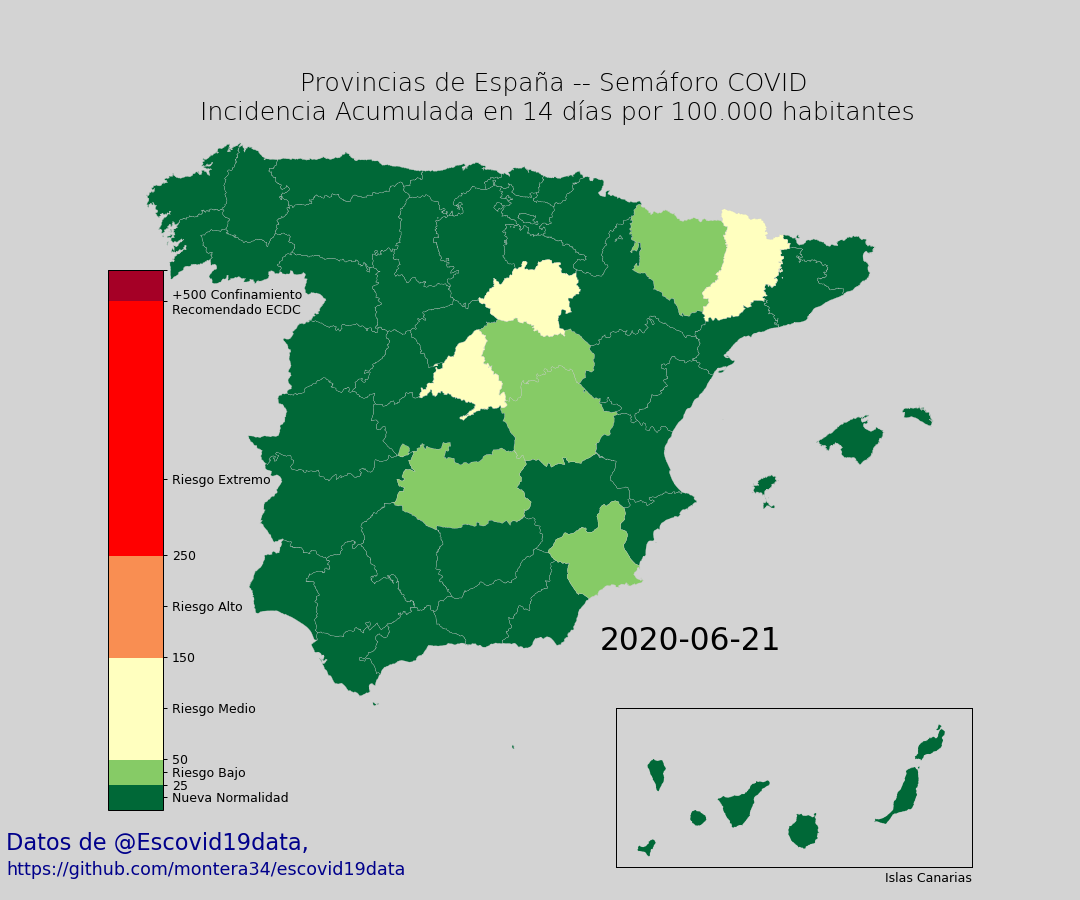 Provincias de España -- Semáforo COVID
Incidencia Acumulada en 14 días por 100.000 habitantes
+500 Confinamiento
Recomendado ECDC
Riesgo Extremo
250
Riesgo Alto
150
Riesgo Medio
50
Riesgo Bajo
25
Nueva Normalidad
2020-06-21
Islas Canarias
Datos de @Escovid19data,
https://github.com/montera34/escovid19data